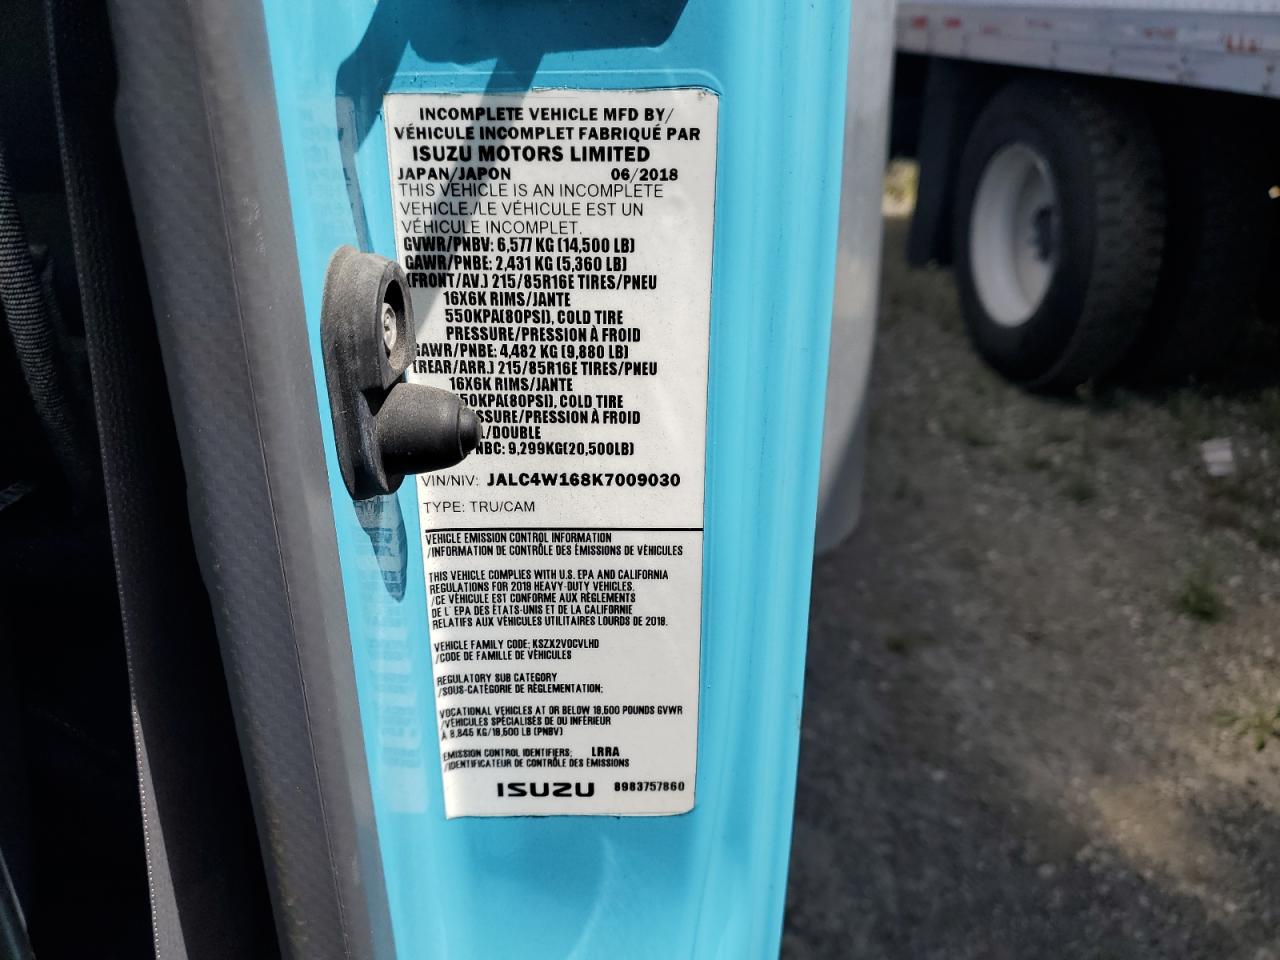 INCOMPLETE VEHICLE MFD BY/
VÉHICULE INCOMPLET FABRIQUÉ PAR
ISUZU MOTORS LIMITED
JAPAN/JAPON 06/2018
THIS VEHICLE IS AN INCOMPLETE
VEHICLE./LE VÉHICULE EST UN
VÉHICULE INCOMPLET.
GVWR/PNBV: 6,577 KG (14,500 LB)
GAWR/PNBE: 2,431 KG (5,360 LB)
(FRONT/AV.) 215/85R16E TIRES/PNEU
16X6K RIMS/JANTE
550KPA(80PSI), COLD TIRE
PRESSURE/PRESSION À FROID
GAWR/PNBE: 4,482 KG (9,880 LB)
(REAR/ARR.) 215/85R16E TIRES/PNEU
16X6K RIMS/JANTE
50KPA(80PSI), COLD TIRE
SSURE/PRESSION À FROID
L/DOUBLE
NBC: 9,299KG(20,500LB)
VIN/NIV: JALC4W168K7009030
TYPE: TRU/CAM
VEHICLE EMISSION CONTROL INFORMATION
/INFORMATION DE CONTRÔLE DES ÉMISSIONS DE VÉHICULES
THIS VEHICLE COMPLIES WITH U.S. EPA AND CALIFORNIA
REGULATIONS FOR 2019 HEAVY-DUTY VEHICLES.
/CE VÉHICULE EST CONFORME AUX RÈGLEMENTS
DE L' EPA DES ÉTATS-UNIS ET DE LA CALIFORNIE
RELATIFS AUX VÉHICULES UTILITAIRES LOURDS DE 2019.
VEHICLE FAMILY CODE: KSZX2VOCVLHD
/CODE DE FAMILLE DE VÉHICULES
REGULATORY SUB CATEGORY
/SOUS-CATÉGORIE DE RÉGLEMENTATION:
VOCATIONAL VEHICLES AT OR BELOW 19,500 POUNDS GVWR
/VÉHICULES SPÉCIALISÉS DE OU INFÉRIEUR
À 8,845 KG/19,500 LB (PNBV)
EMISSION CONTROL IDENTIFIERS: LRRA
/IDENTIFICATEUR DE CONTRÔLE DES ÉMISSIONS
ISUZU 8983757860